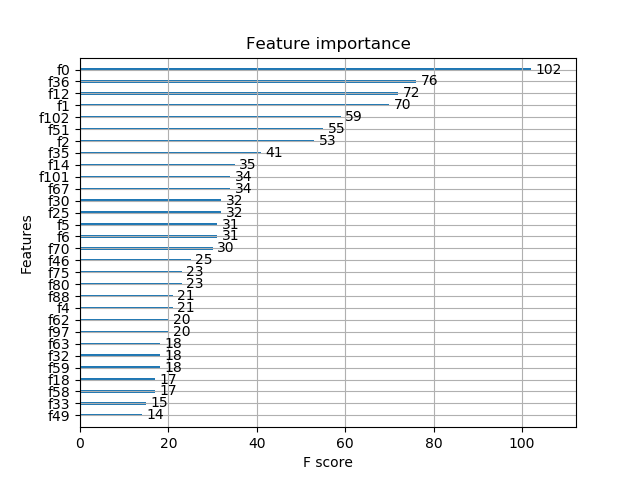 Feature importance
f0 102
f36 76
f12 72
f1 70
f102 59
f51 55
f2 53
f35 41
f14 35
f101 34
f67 34
f30 32
f25 32
f5 31
f6 31
f70 30
f46 25
f75 23
f80 23
f88 21
f4 21
f62 20
f97 20
f63 18
f32 18
f59 18
f18 17
f58 17
f33 15
f49 14
Features
0 20 40 60 80 100
F score